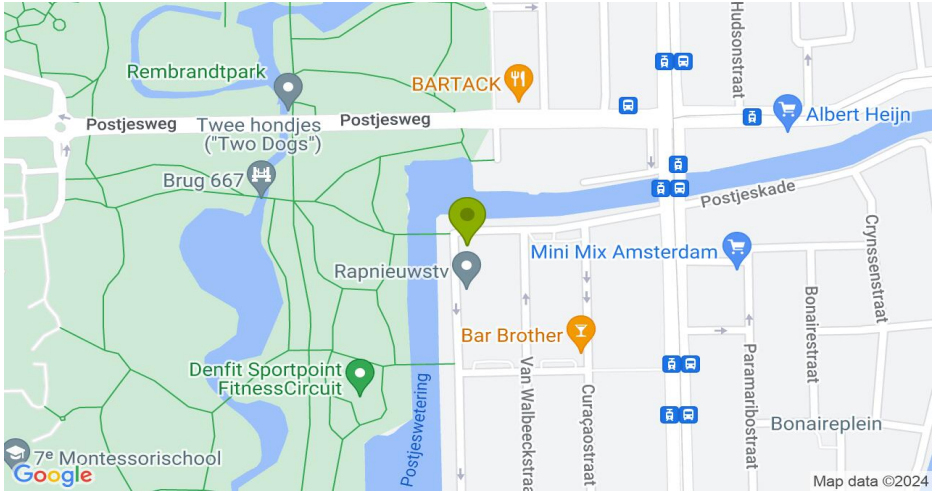 Hudsonstraat
Rembrandtpark
BARTACK
Postjesweg
Twee hondjes
("Two Dogs")
Postjesweg
Albert Heijn
Brug 667
Postjeskade
Crynssenstraat
Rapnieuwstv
Mini Mix Amsterdam
Bar Brother
Bonairestraat
Denfit Sportpoint
FitnessCircuit
Postjeswetering
Van Walbeeckstraat
Curaçaostraat
Paramaribostraat
Bonaireplein
7e Montessorischool
Google
Map data ©2024